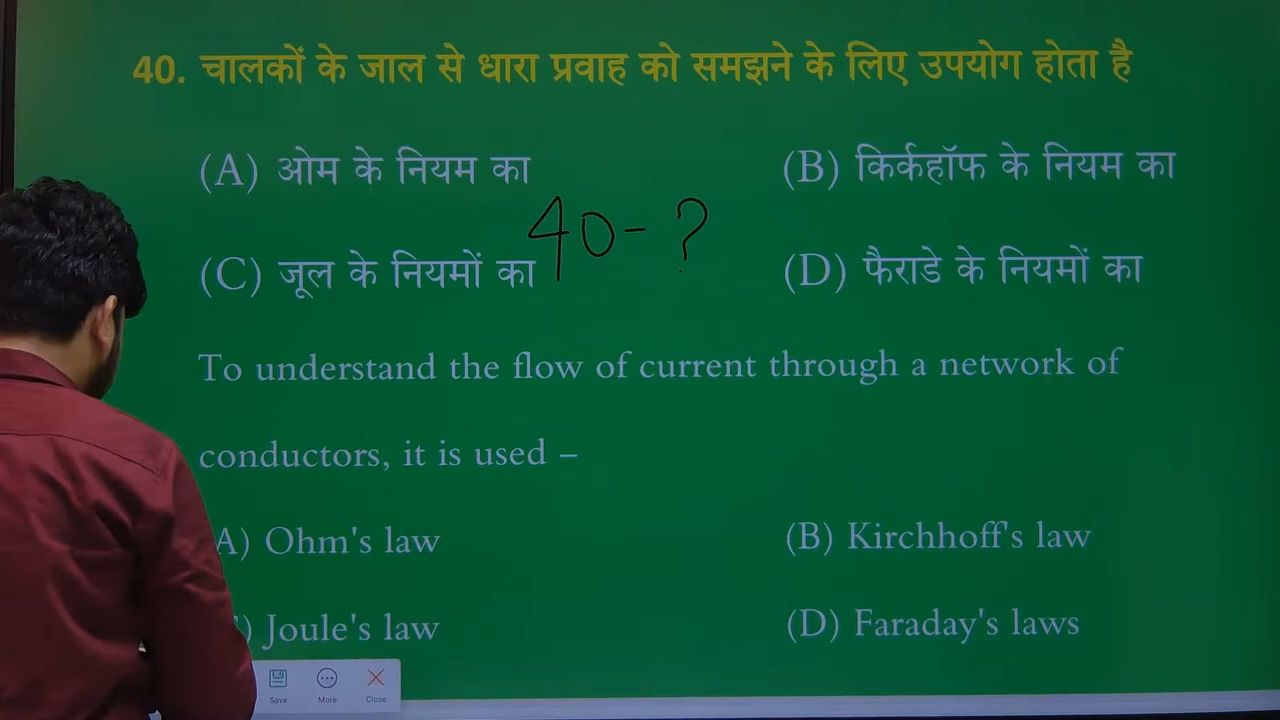 40. चालकों के जाल से धारा प्रवाह को समझने के लिए उपयोग होता है
(A) ओम के नियम का (B) किर्कहॉफ के नियम का
40-?
(C) जूल के नियमों का (D) फैराडे के नियमों का
To understand the flow of current through a network of
conductors, it is used –
A) Ohm's law (B) Kirchhoff's law
) Joule's law (D) Faraday's laws
Save More Close